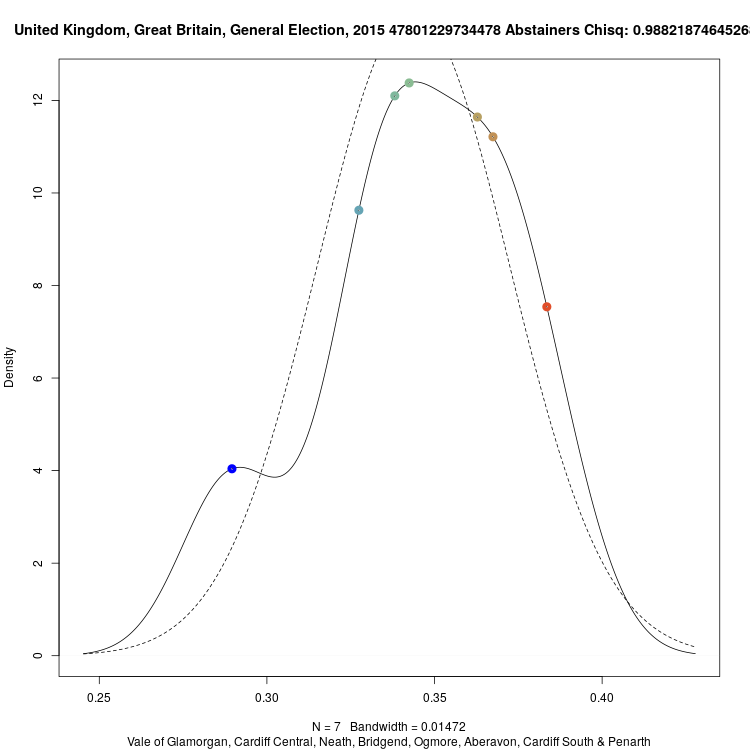 United Kingdom, Great Britain, General Election, 2015 47801229734478 Abstainers Chisq: 0.9882187464526
12
10
8
6
4
2
0
Density
0.25 0.30 0.35 0.40
N = 7 Bandwidth = 0.01472
Vale of Glamorgan, Cardiff Central, Neath, Bridgend, Ogmore, Aberavon, Cardiff South & Penarth